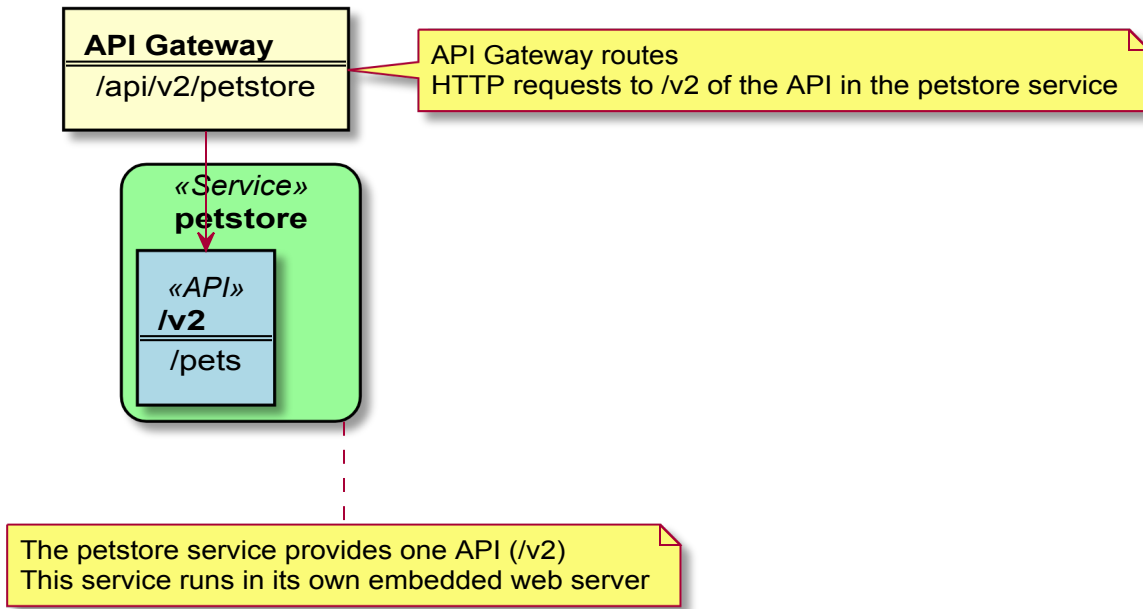 API Gateway
/api/v2/petstore
API Gateway routes
HTTP requests to /v2 of the API in the petstore service
«Service»
petstore
«API»
/v2
/pets
The petstore service provides one API (/v2)
This service runs in its own embedded web server